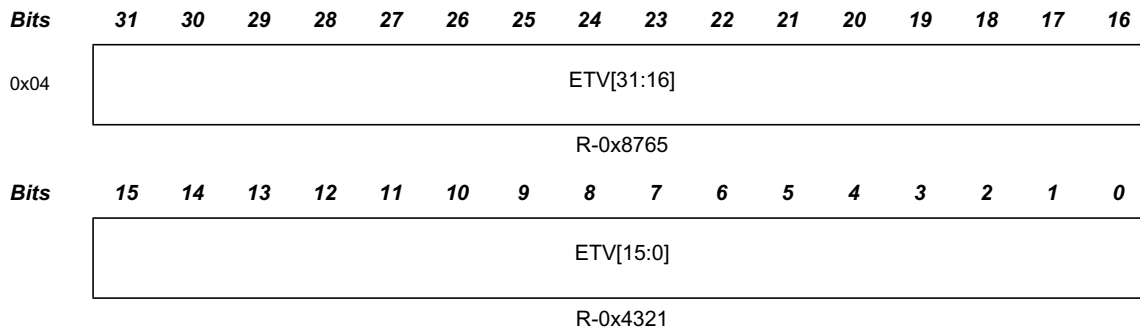 Bits 31 30 29 28 27 26 25 24 23 22 21 20 19 18 17 16
0x04 ETV[31:16]
R-0x8765
Bits 15 14 13 12 11 10 9 8 7 6 5 4 3 2 1 0
ETV[15:0]
R-0x4321